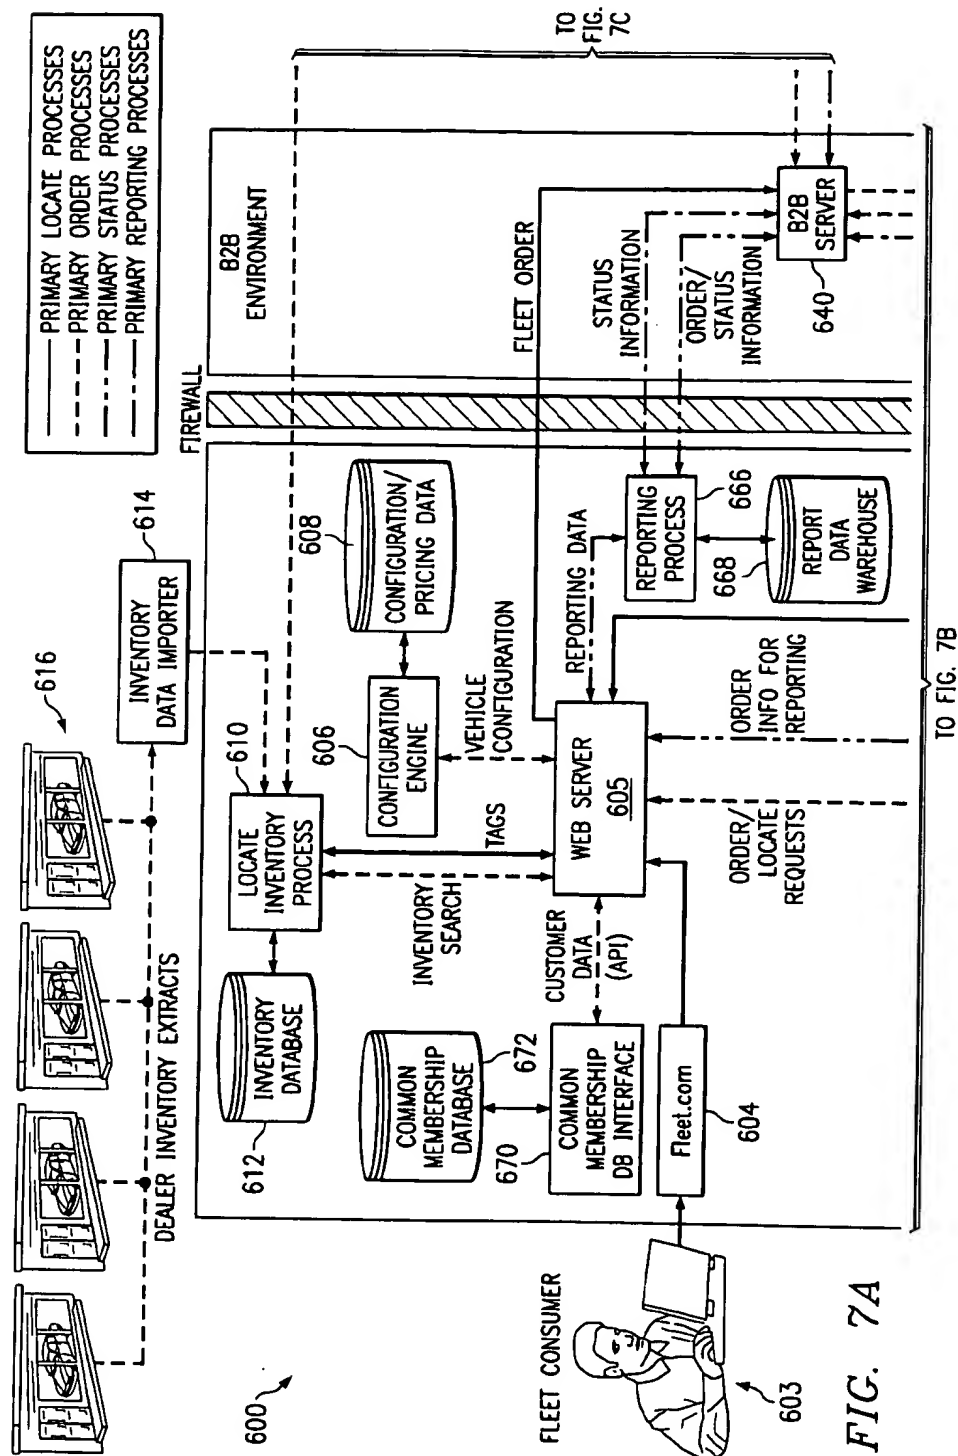 PRIMARY LOCATE PROCESSES
PRIMARY ORDER PROCESSES
PRIMARY STATUS PROCESSES
PRIMARY REPORTING PROCESSES
616
DEALER INVENTORY EXTRACTS
614
INVENTORY
DATA IMPORTER
FIREWALL
B2B
ENVIRONMENT
TO
FIG.
7C
612
INVENTORY
DATABASE
610
LOCATE
INVENTORY
PROCESS
608
CONFIGURATION/
PRICING DATA
606
CONFIGURATION
ENGINE
INVENTORY
SEARCH
TAGS
VEHICLE
CONFIGURATION
672
COMMON
MEMBERSHIP
DATABASE
670
COMMON
MEMBERSHIP
DB INTERFACE
CUSTOMER
DATA
(API)
WEB SERVER
605
REPORTING DATA
FLEET ORDER
STATUS
INFORMATION
ORDER/
STATUS
INFORMATION
REPORTING
PROCESS
666
668
REPORT
DATA
WAREHOUSE
B2B
SERVER
640
Fleet.com
604
ORDER/
LOCATE
REQUESTS
ORDER
INFO FOR
REPORTING
TO FIG. 7B
600
FLEET CONSUMER
603
FIG. 7A